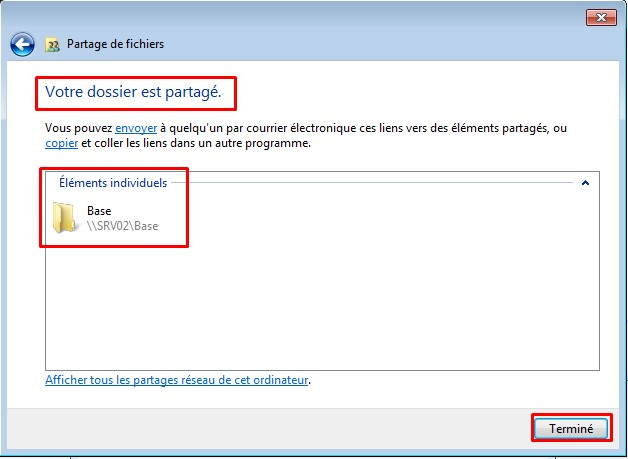 Partage de fichiers
Votre dossier est partagé.
Vous pouvez envoyer à quelqu'un par courrier électronique ces liens vers des éléments partagés, ou
copier et coller les liens dans un autre programme.
Éléments individuels
Base
\\SRV02\Base
Afficher tous les partages réseau de cet ordinateur.
Terminé